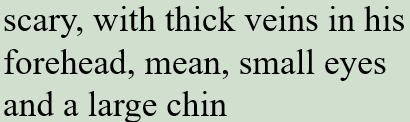 scary, with thick veins in his
forehead, mean, small eyes
and a large chin